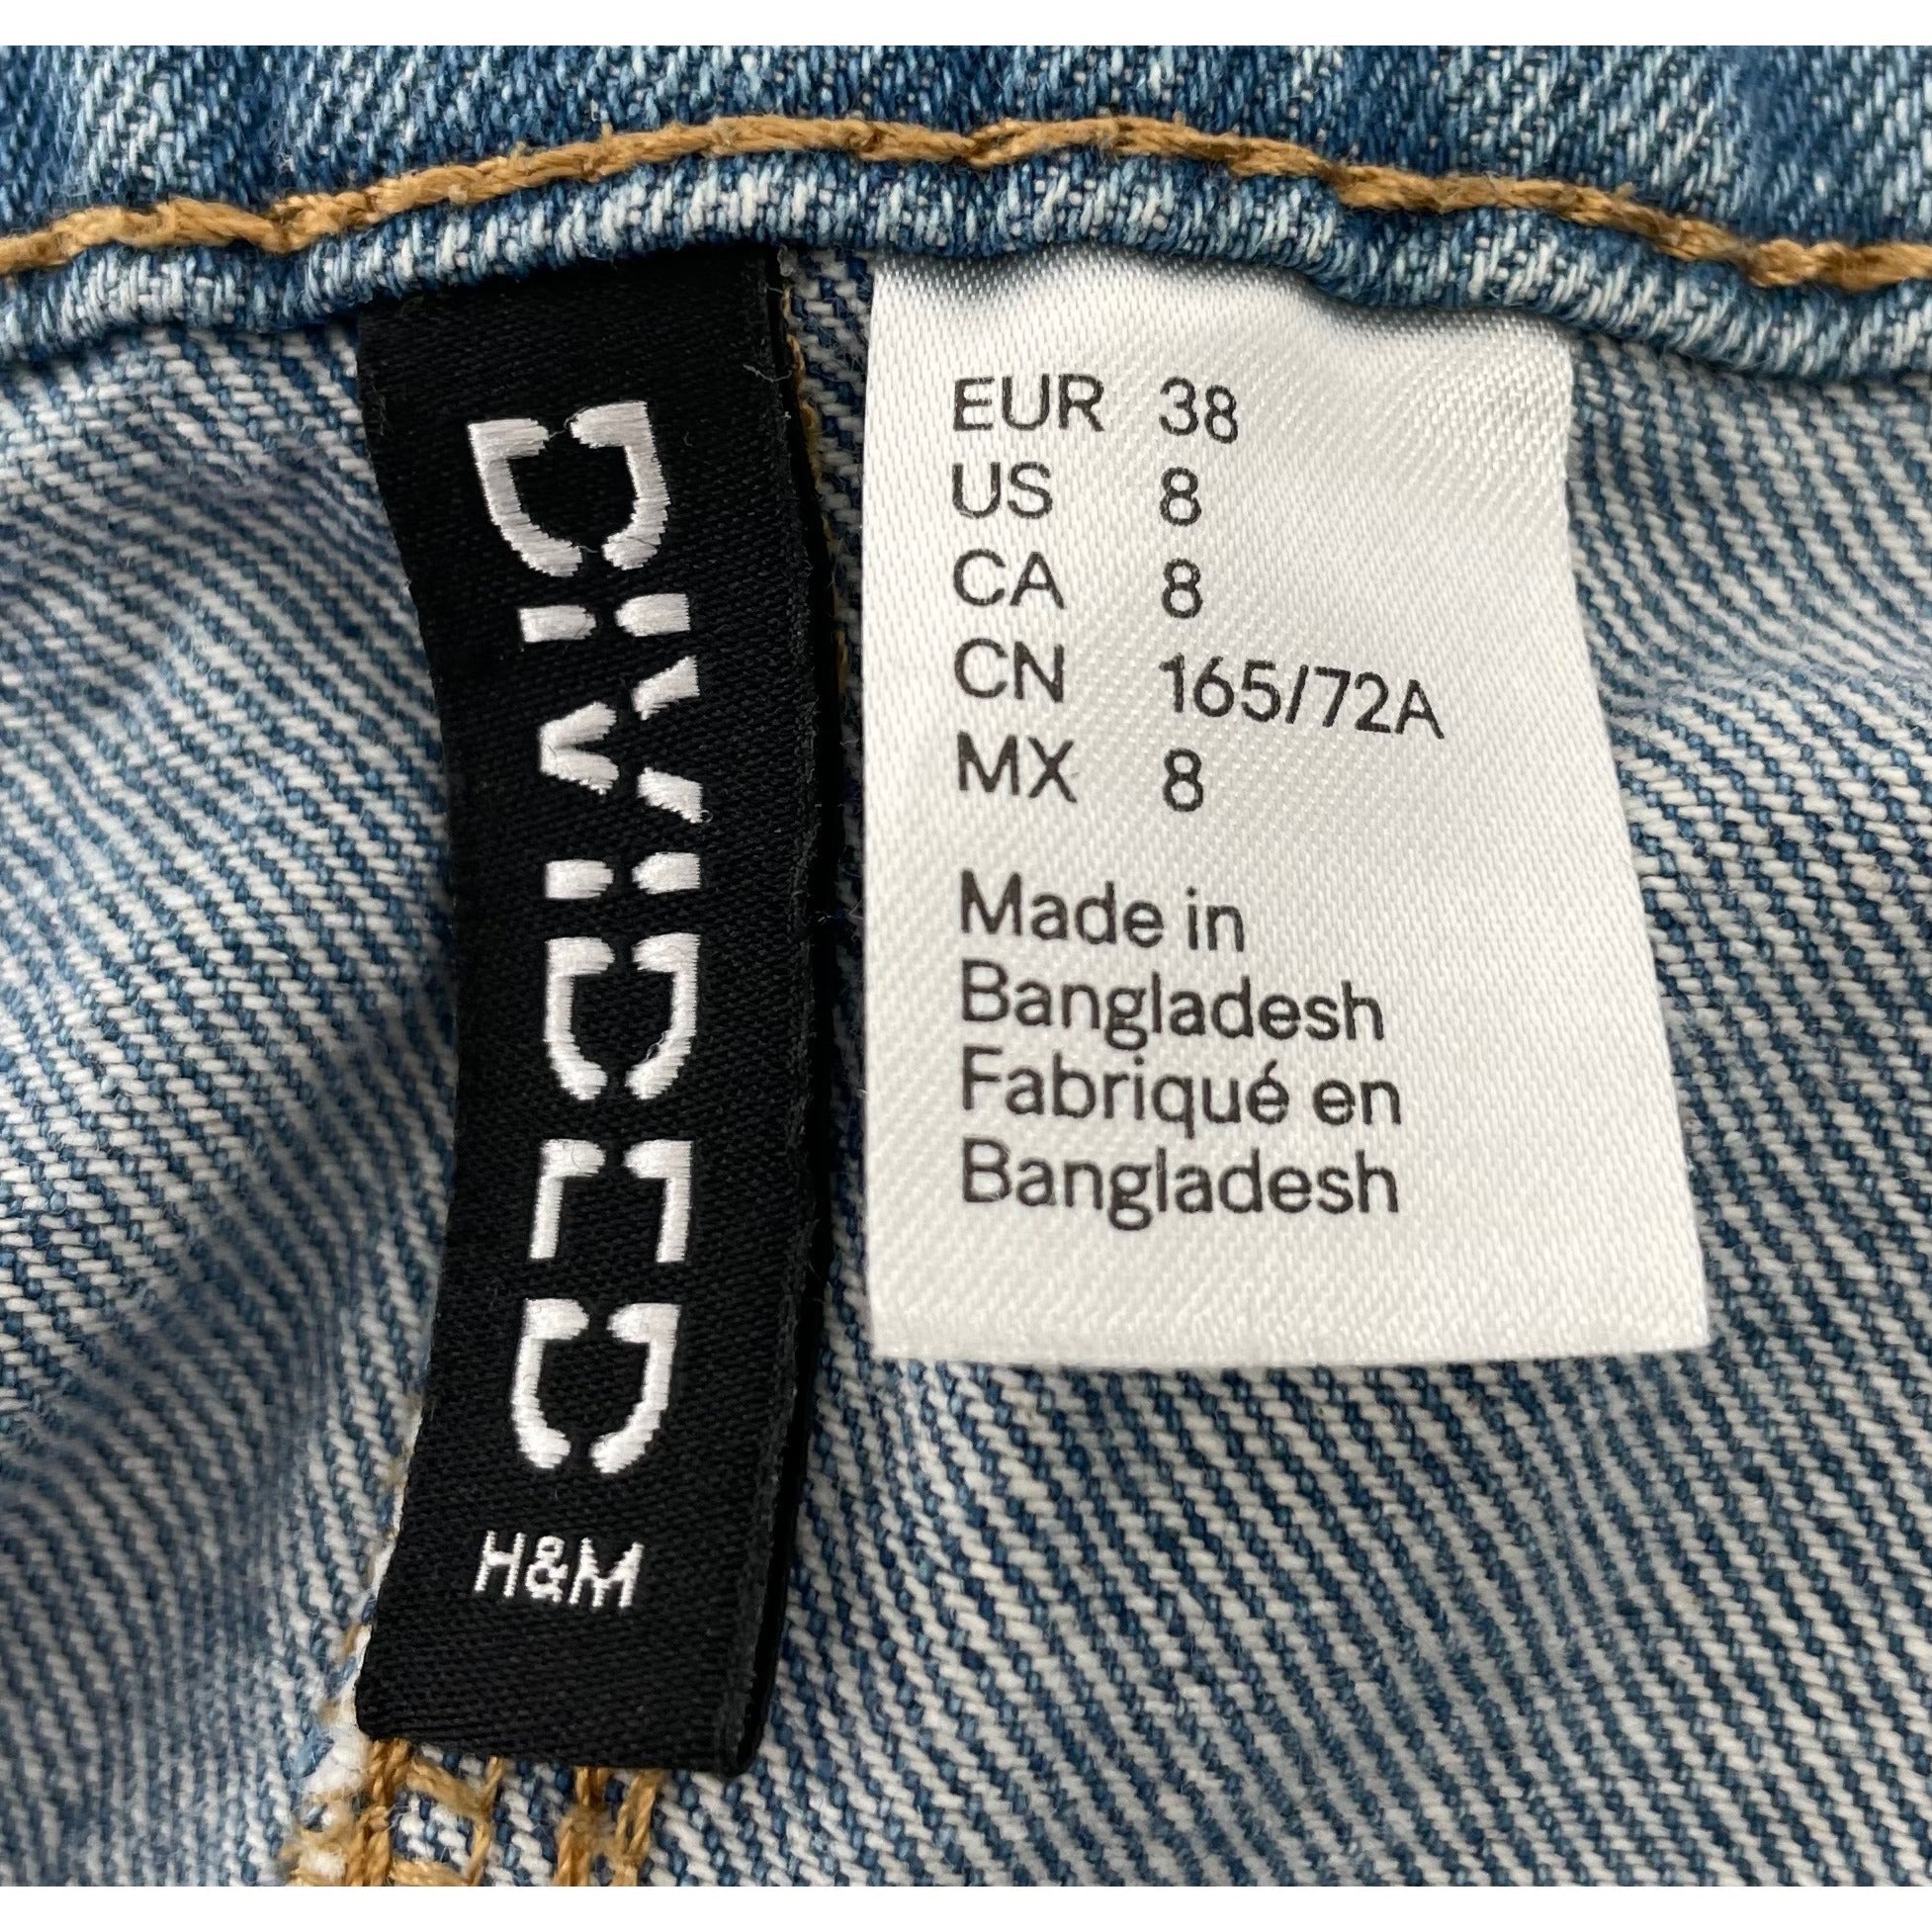 DIVIDED
H&M
EUR 38
US 8
CA 8
CN 165/72A
MX 8
Made in
Bangladesh
Fabriqué en
Bangladesh